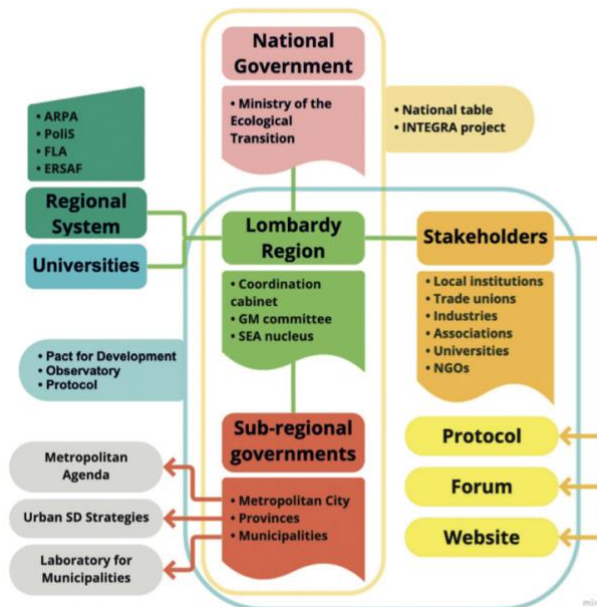 National
Government
• Ministry of the
Ecological
Transition
• National table
• INTEGRA project
• ARPA
• PoliS
• FLA
• ERSAF
Regional
System
Universities
Lombardy
Region
• Coordination
cabinet
• GM committee
• SEA nucleus
Stakeholders
• Local institutions
• Trade unions
• Industries
• Associations
• Universities
• NGOs
• Pact for Development
• Observatory
• Protocol
Sub-regional
governments
• Metropolitan City
• Provinces
• Municipalities
Metropolitan
Agenda
Urban SD Strategies
Laboratory for
Municipalities
Protocol
Forum
Website